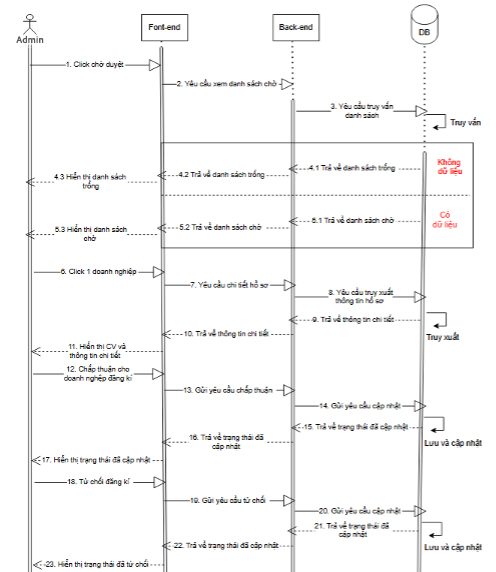 Admin
Font-end
Back-end
DB
1. Click chờ duyệt
2. Yêu cầu xem danh sách chờ
3. Yêu cầu truy vấn
danh sách
Truy vấn
Không
dữ liệu
4.1 Trả về danh sách trống
4.2 Trả về danh sách trống
4.3 Hiển thị danh sách
trống
Có
dữ liệu
5.1 Trả về danh sách chờ
5.2 Trả về danh sách chờ
5.3 Hiển thị danh sách
chờ
6. Click 1 doanh nghiệp
7. Yêu cầu chi tiết hồ sơ
8. Yêu cầu truy xuất
thông tin hồ sơ
9. Trả về thông tin chi tiết
Truy xuất
10. Trả về thông tin chi tiết
11. Hiển thị CV và
thông tin chi tiết
12. Chấp thuận cho
doanh nghiệp đăng kí
13. Gửi yêu cầu chấp thuận
14. Gửi yêu cầu cập nhật
15. Trả về trạng thái đã cập nhật
Lưu và cập nhật
16. Trả về trạng thái đã
cập nhật
17. Hiển thị trạng thái đã cập nhật
18. Từ chối đăng kí
19. Gửi yêu cầu từ chối
20. Gửi yêu cầu cập nhật
21. Trả về trạng thái đã
cập nhật
Lưu và cập nhật
22. Trả về trạng thái đã cập nhật
23. Hiển thị trạng thái đã từ chối